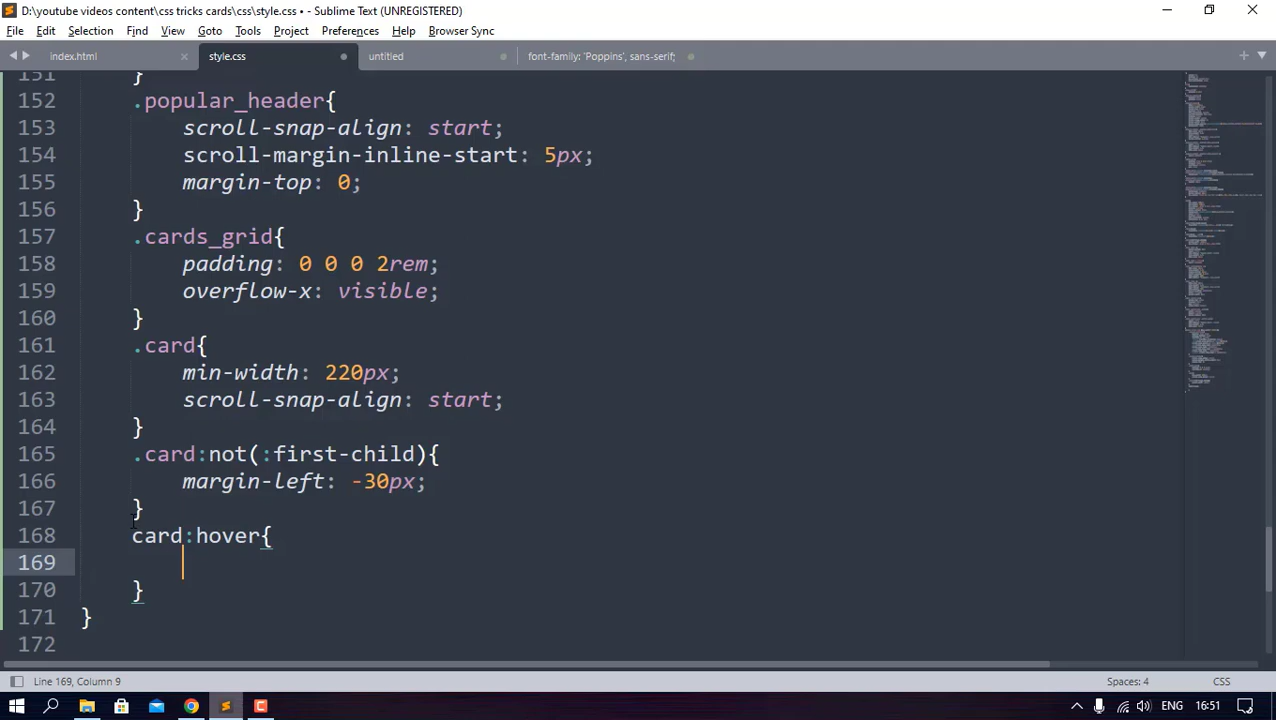 D:\youtube videos content\css tricks cards\css\style.css • - Sublime Text (UNREGISTERED)
File Edit Selection Find View Goto Tools Project Preferences Help Browser Sync
index.html style.css untitled font-family: 'Poppins', sans-serif;
151 }
152 .popular_header{
153 scroll-snap-align: start;
154 scroll-margin-inline-start: 5px;
155 margin-top: 0;
156 }
157 .cards_grid{
158 padding: 0 0 0 2rem;
159 overflow-x: visible;
160 }
161 .card{
162 min-width: 220px;
163 scroll-snap-align: start;
164 }
165 .card:not(:first-child){
166 margin-left: -30px;
167 }
168 card:hover{
169
170 }
171 }
172
Line 169, Column 9 Spaces: 4 CSS
ENG 16:51